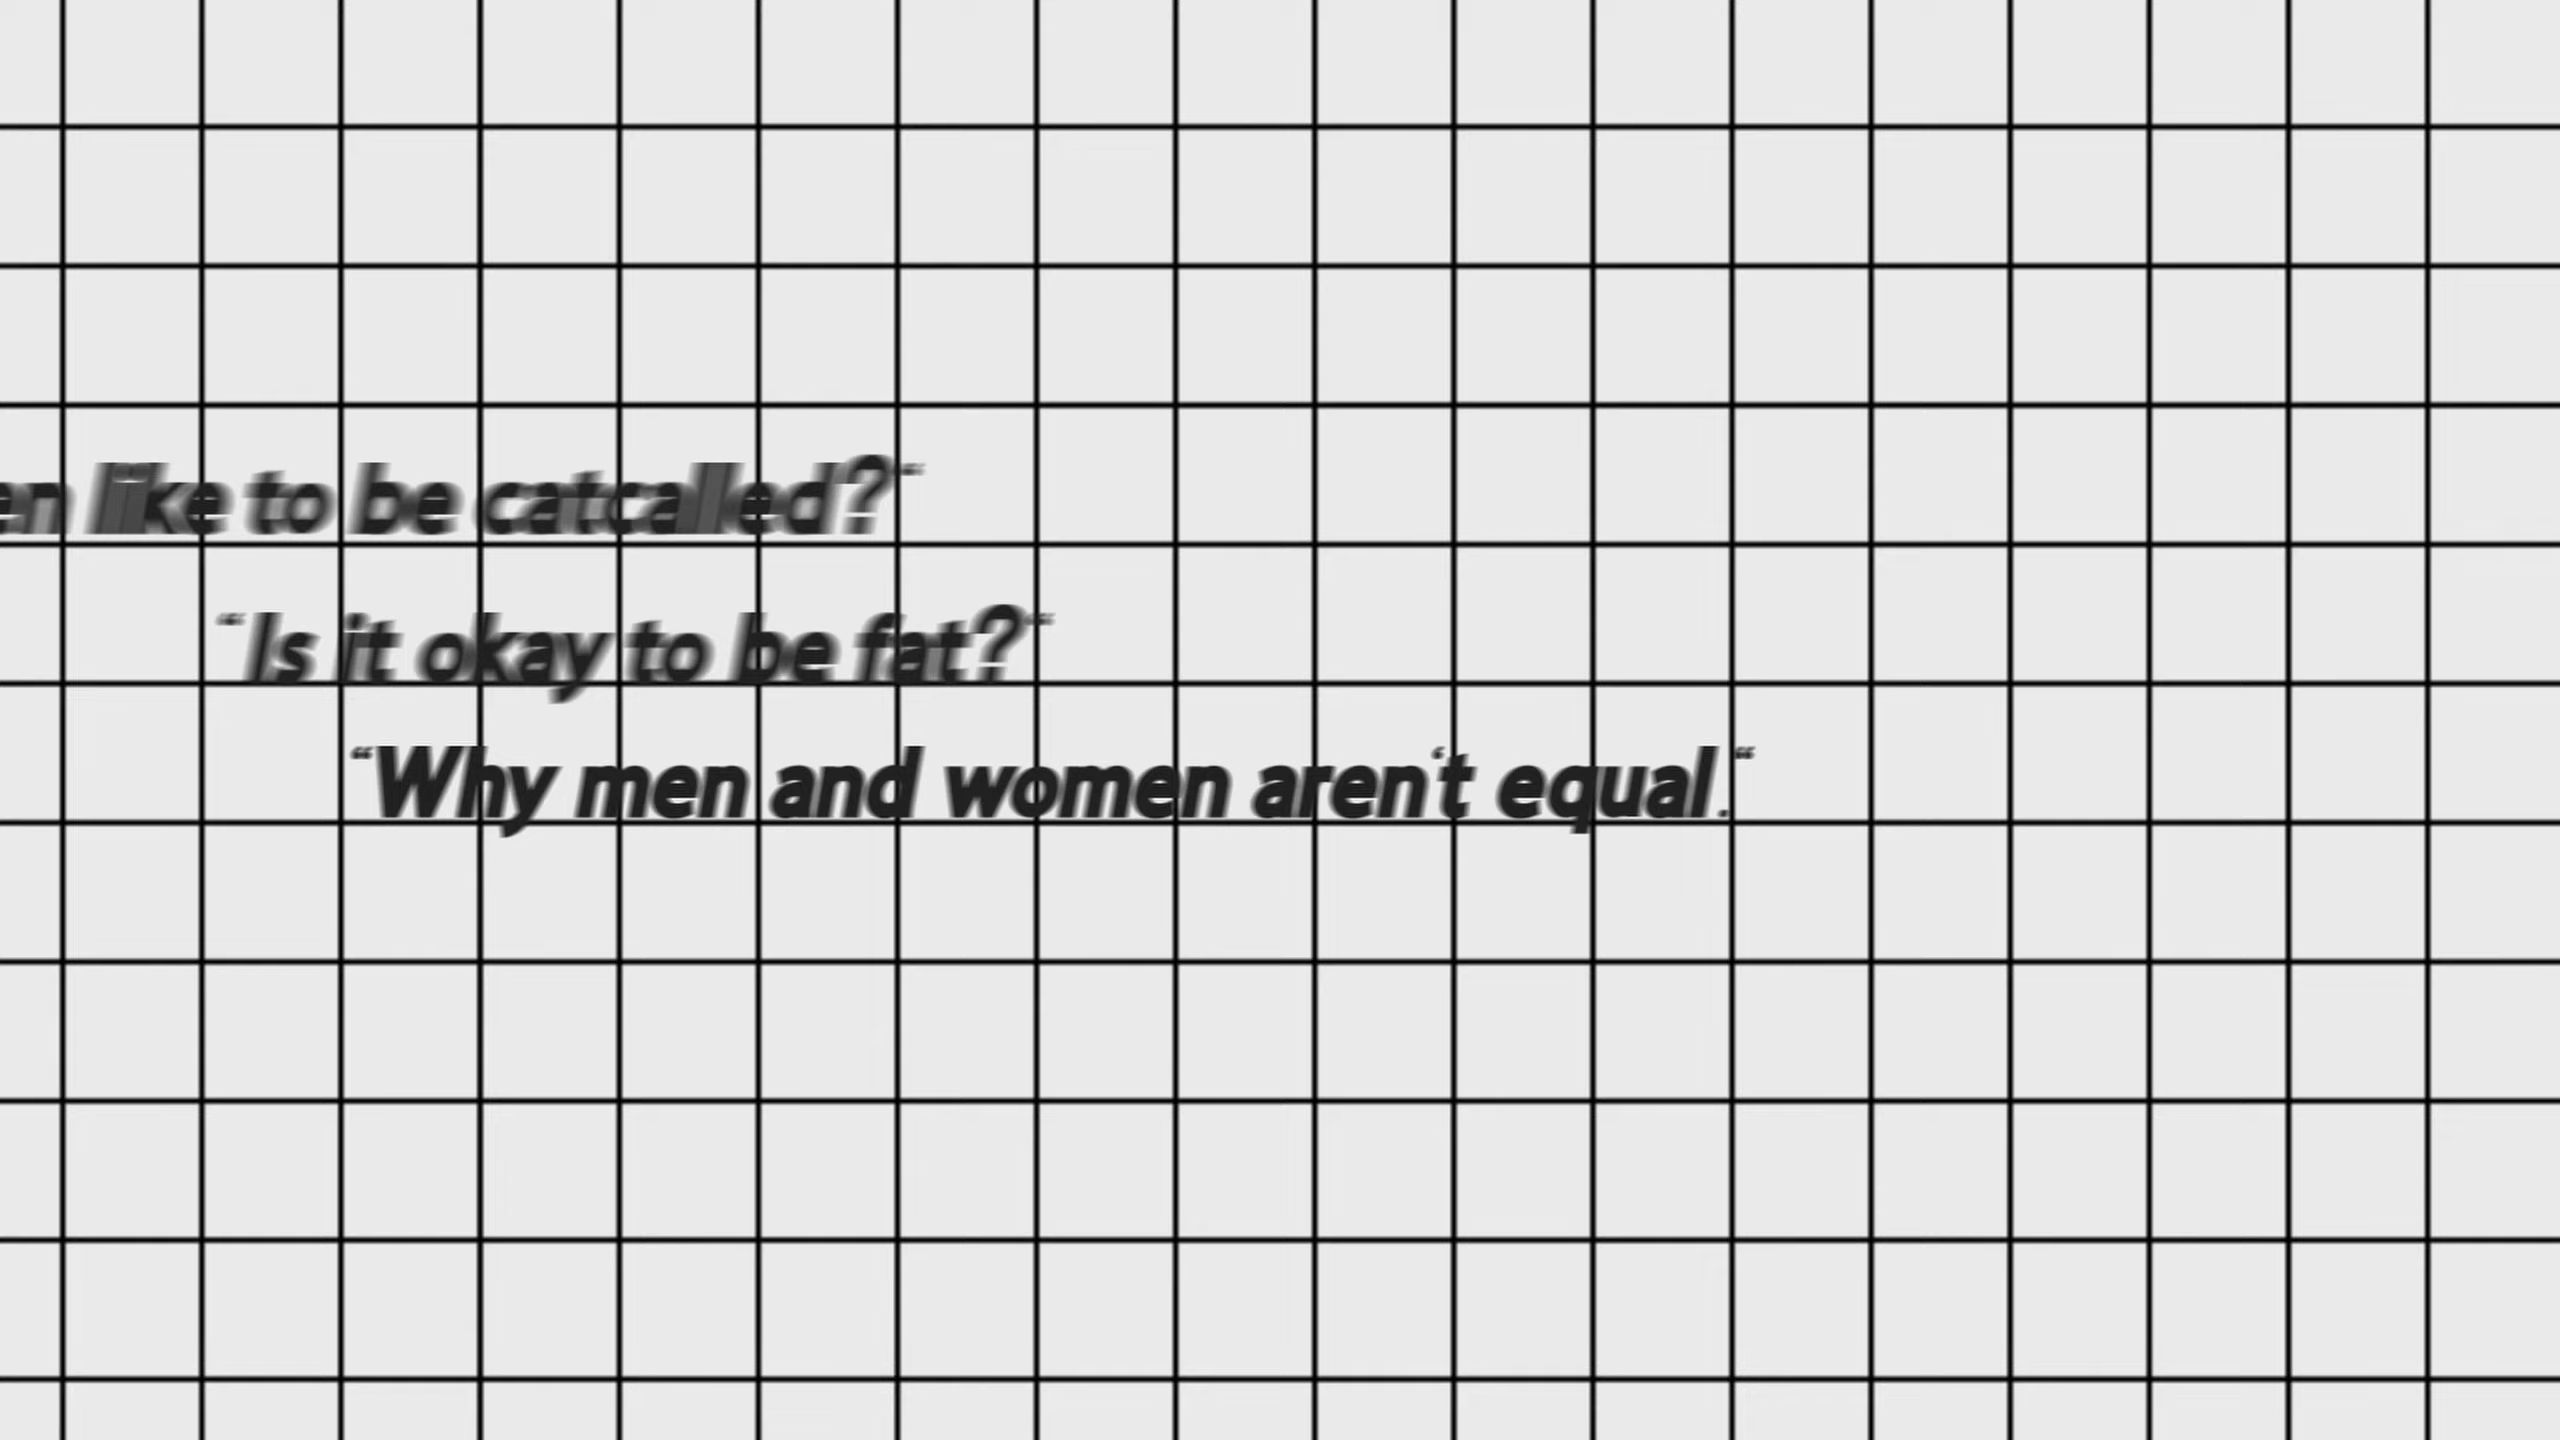 en like to be catcalled?“
“Is it okay to be fat?“
“Why men and women aren‘t equal.“